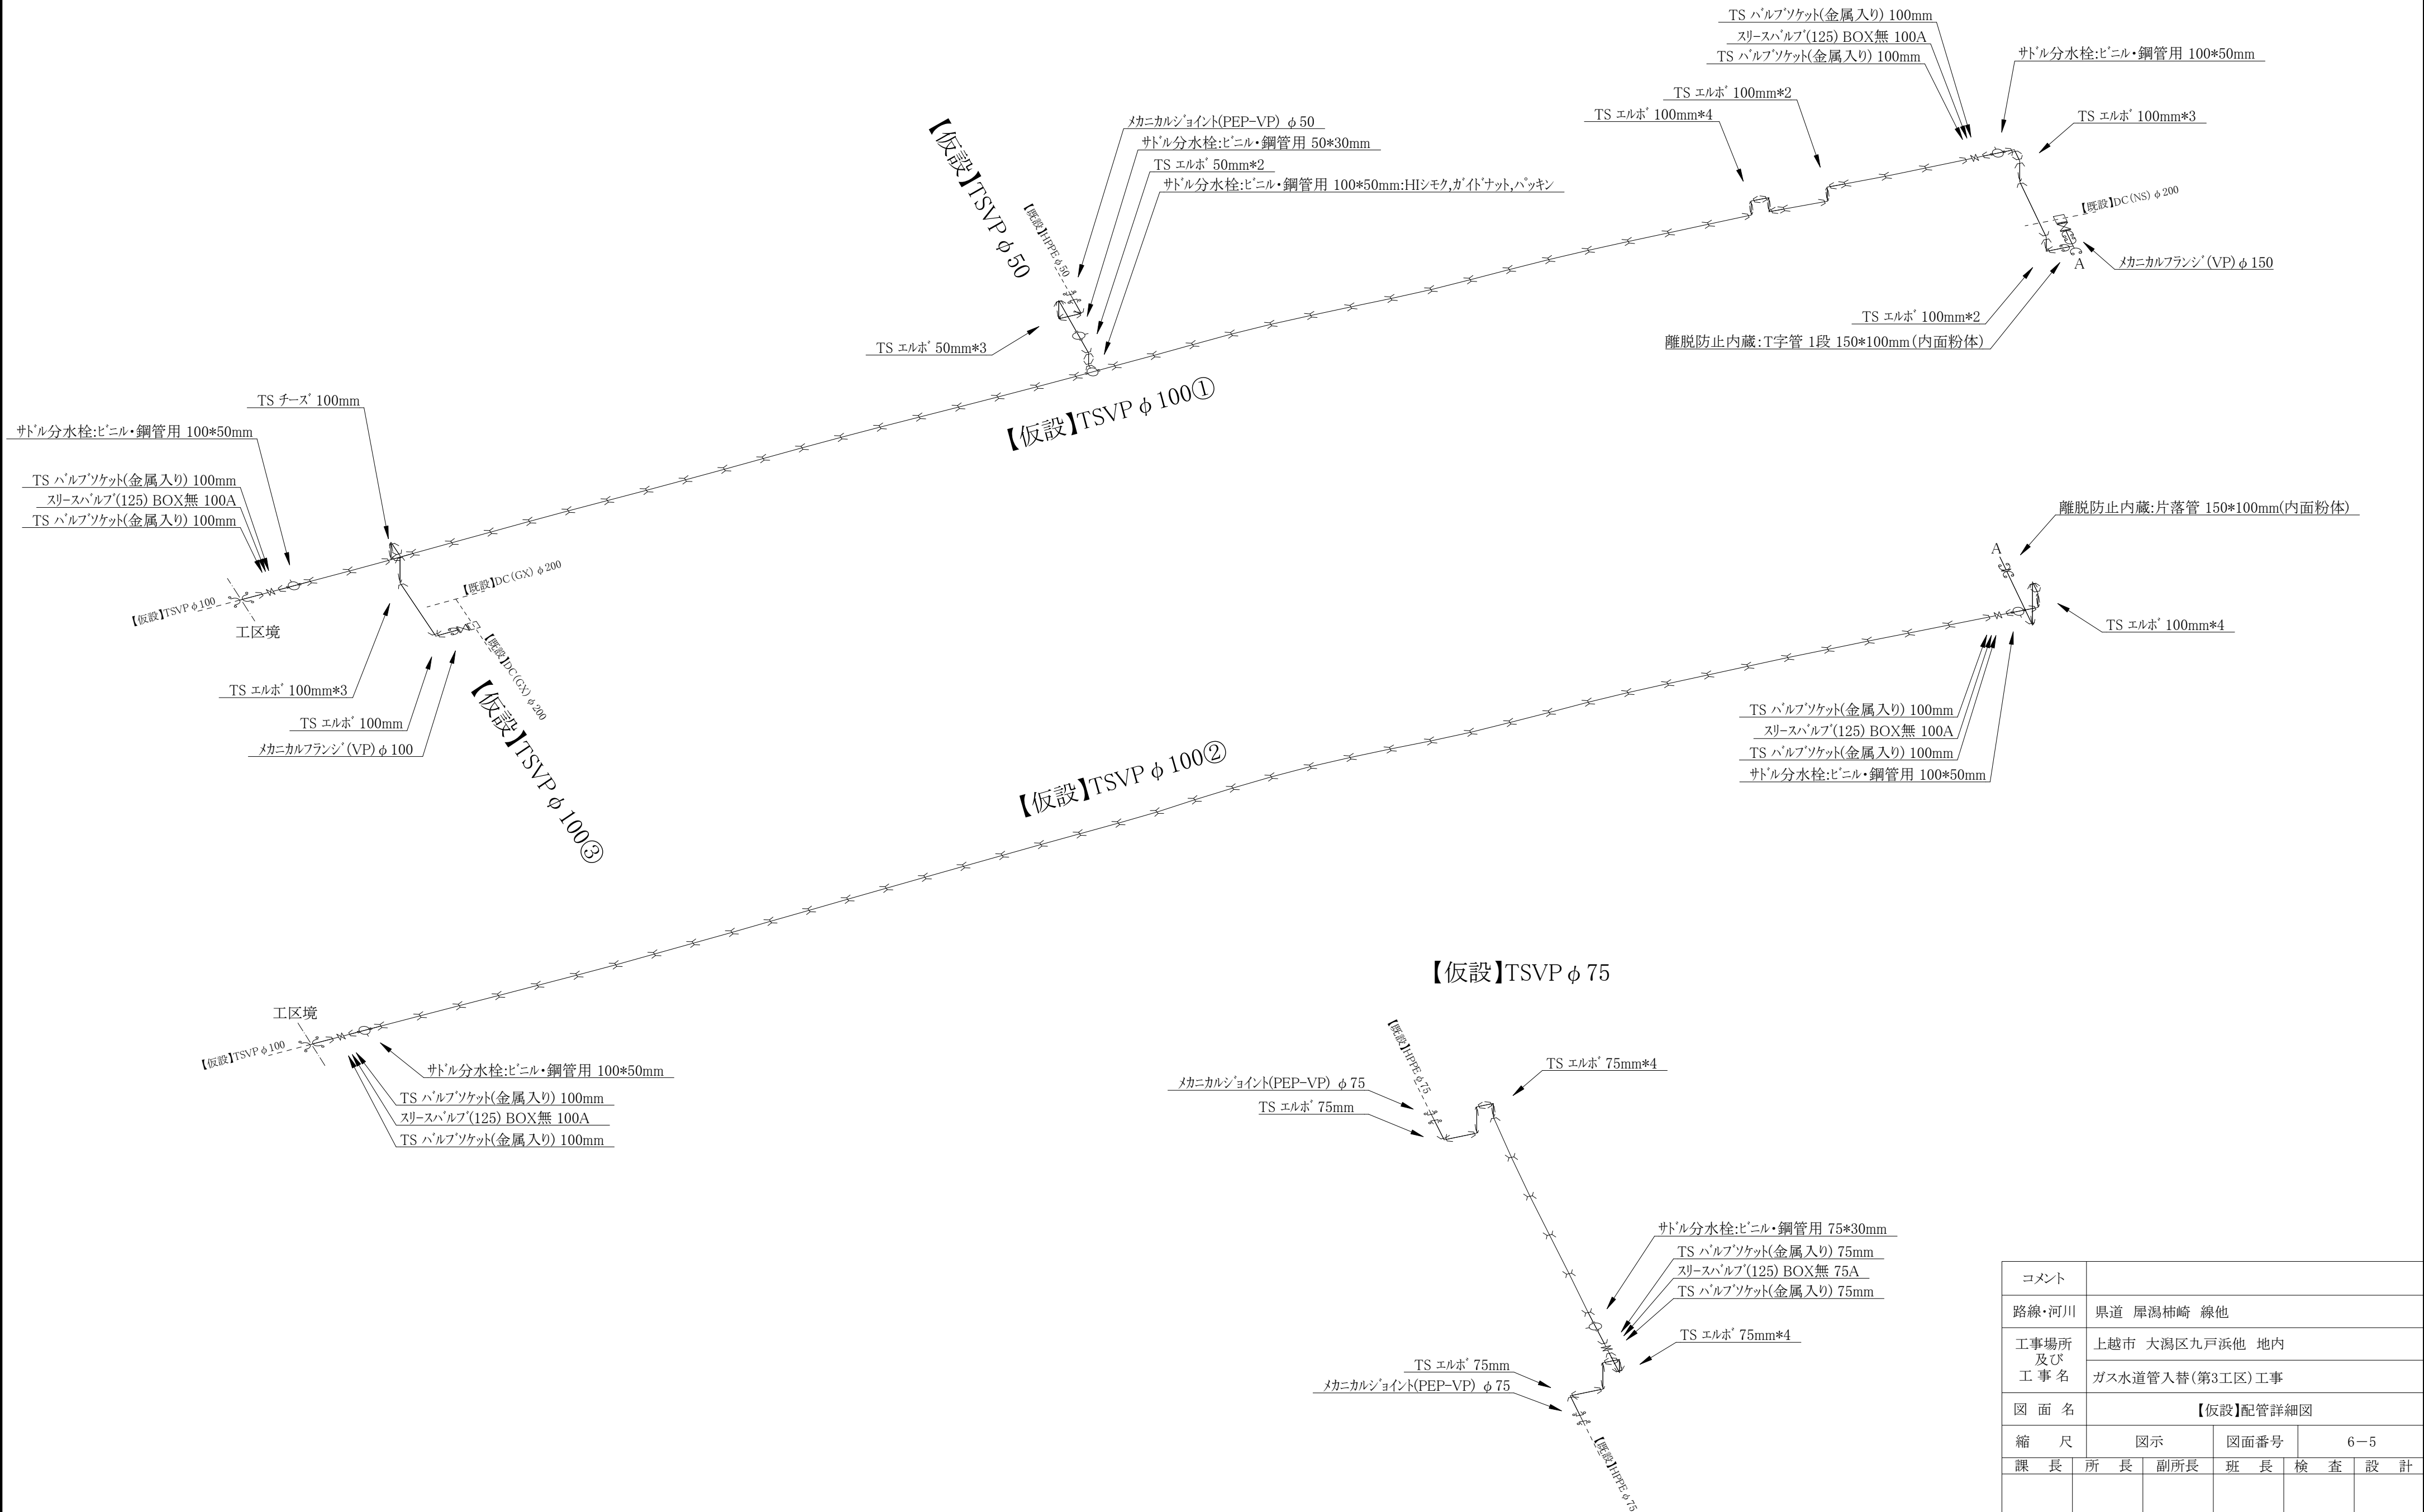 TS バルブソケット(金属入り) 100mm
スリースバルブ(125) BOX無 100A
TS バルブソケット(金属入り) 100mm
サドル分水栓:ビニル・鋼管用 100*50mm
TS エルボ 100mm*2
TS エルボ 100mm*4
TS エルボ 100mm*3
【既設】DC(NS)φ200
メカニカルフランジ(VP)φ150
A
TS エルボ 100mm*2
離脱防止内蔵:T字管 1段 150*100mm(内面粉体)
【仮設】TSVPφ50
【既設】HPPEφ50
メカニカルジョイント(PEP-VP) φ50
サドル分水栓:ビニル・鋼管用 50*30mm
TS エルボ 50mm*2
サドル分水栓:ビニル・鋼管用 100*50mm:HIシモク,ガイドナット,パッキン
TS エルボ 50mm*3
【仮設】TSVPφ100①
TS チーズ 100mm
サドル分水栓:ビニル・鋼管用 100*50mm
TS バルブソケット(金属入り) 100mm
スリースバルブ(125) BOX無 100A
TS バルブソケット(金属入り) 100mm
【仮設】TSVPφ100
工区境
【既設】DC(GX)φ200
【既設】DC(GX)φ200
TS エルボ 100mm*3
TS エルボ 100mm
メカニカルフランジ(VP)φ100
【仮設】TSVPφ100③
離脱防止内蔵:片落管 150*100mm(内面粉体)
A
TS エルボ 100mm*4
TS バルブソケット(金属入り) 100mm
スリースバルブ(125) BOX無 100A
TS バルブソケット(金属入り) 100mm
サドル分水栓:ビニル・鋼管用 100*50mm
【仮設】TSVPφ100②
工区境
【仮設】TSVPφ100
サドル分水栓:ビニル・鋼管用 100*50mm
TS バルブソケット(金属入り) 100mm
スリースバルブ(125) BOX無 100A
TS バルブソケット(金属入り) 100mm
【仮設】TSVPφ75
【既設】HPPEφ75
メカニカルジョイント(PEP-VP) φ75
TS エルボ 75mm
TS エルボ 75mm*4
サドル分水栓:ビニル・鋼管用 75*30mm
TS バルブソケット(金属入り) 75mm
スリースバルブ(125) BOX無 75A
TS バルブソケット(金属入り) 75mm
TS エルボ 75mm*4
TS エルボ 75mm
メカニカルジョイント(PEP-VP) φ75
【既設】HPPEφ75
コメント
路線・河川 県道 犀潟柿崎 線他
工事場所 及び 工事名
上越市 大潟区九戸浜他 地内
ガス水道管入替(第3工区)工事
図面名 【仮設】配管詳細図
縮尺 図示 図面番号 6-5
課長 所長 副所長 班長 検査 設計